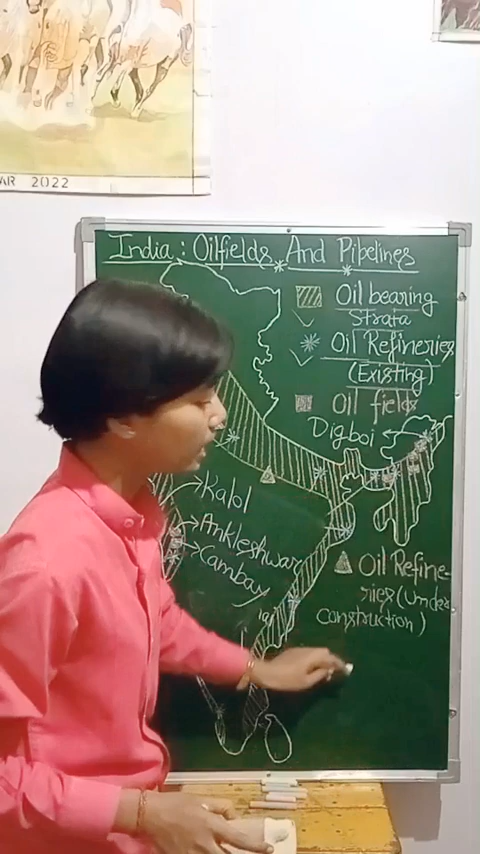 2022
India : Oilfields And Pipelines
Oil bearing
Strata
Oil Refineries
(Existing)
Oil fields
Digboi
Kalol
Ankleshwar
Cambay
Oil Refine-
ries (Under
construction)